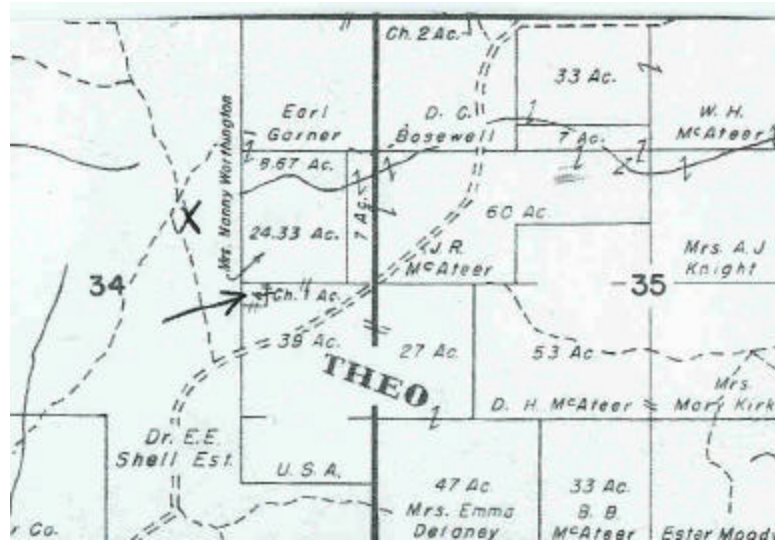 Ch. 2 Ac.
33 Ac.
Mrs. Nanny Worthington
Earl
Garner
D. C.
Bosewell
7 Ac.
W. H.
McAteer
8.67 Ac.
7 Ac.
60 Ac.
24.33 Ac.
J.R.
McAteer
Mrs. A.J
Knight
X
34
35
Ch. 1 Ac.
39 Ac.
27 Ac.
53 Ac
THEO
D. H. McAteer
Mrs.
Mary Kirk
Dr. E.E.
Shell Est.
U. S. A.
47 Ac
Mrs. Emma
Delaney
33 Ac.
B. B.
McAteer
Ester Moody
r Co.